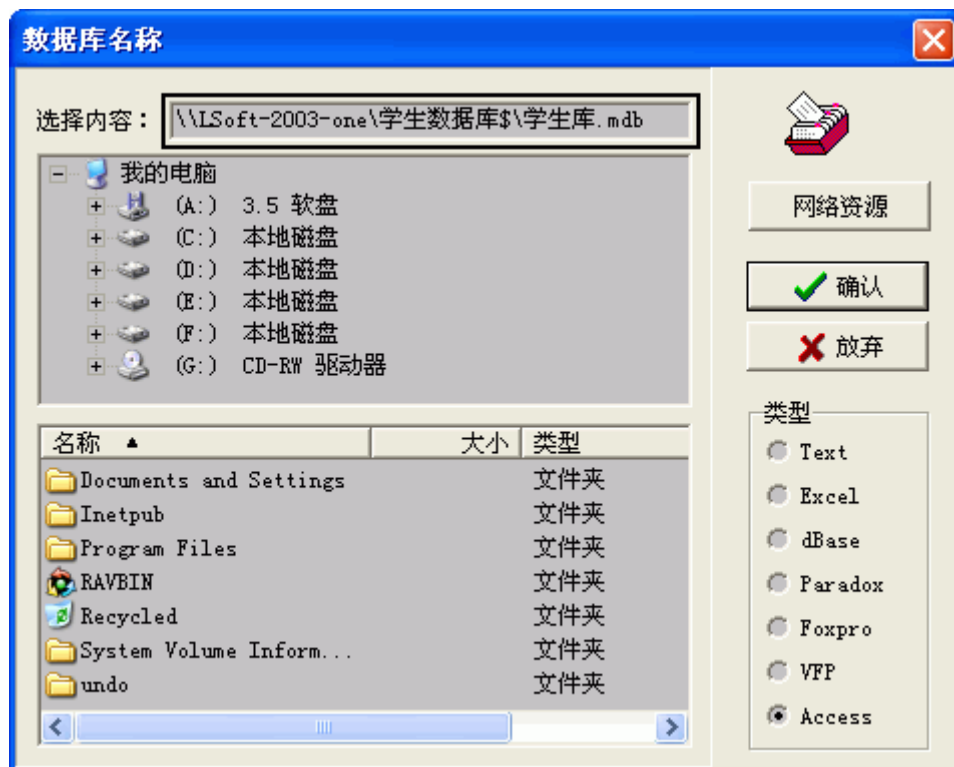 数据库名称
选择内容： \\LSoft-2003-one\学生数据库$\学生库.mdb
我的电脑
(A:) 3.5 软盘
(C:) 本地磁盘
(D:) 本地磁盘
(E:) 本地磁盘
(F:) 本地磁盘
(G:) CD-RW 驱动器
名称 大小 类型
Documents and Settings 文件夹
Inetpub 文件夹
Program Files 文件夹
RAVBIN 文件夹
Recycled 文件夹
System Volume Inform... 文件夹
undo 文件夹
网络资源
确认
放弃
类型
Text
Excel
dBase
Paradox
Foxpro
VFP
Access